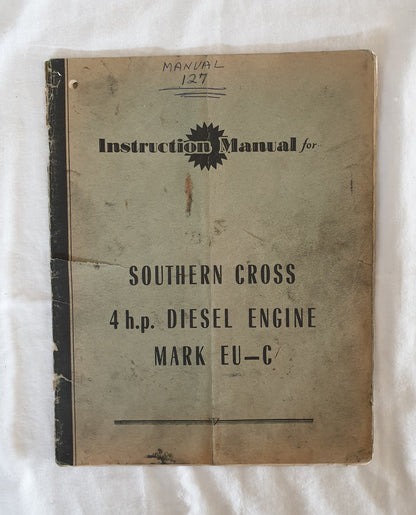 MANUAL
127
Instruction Manual for
SOUTHERN CROSS
4 h.p. DIESEL ENGINE
MARK EU-C